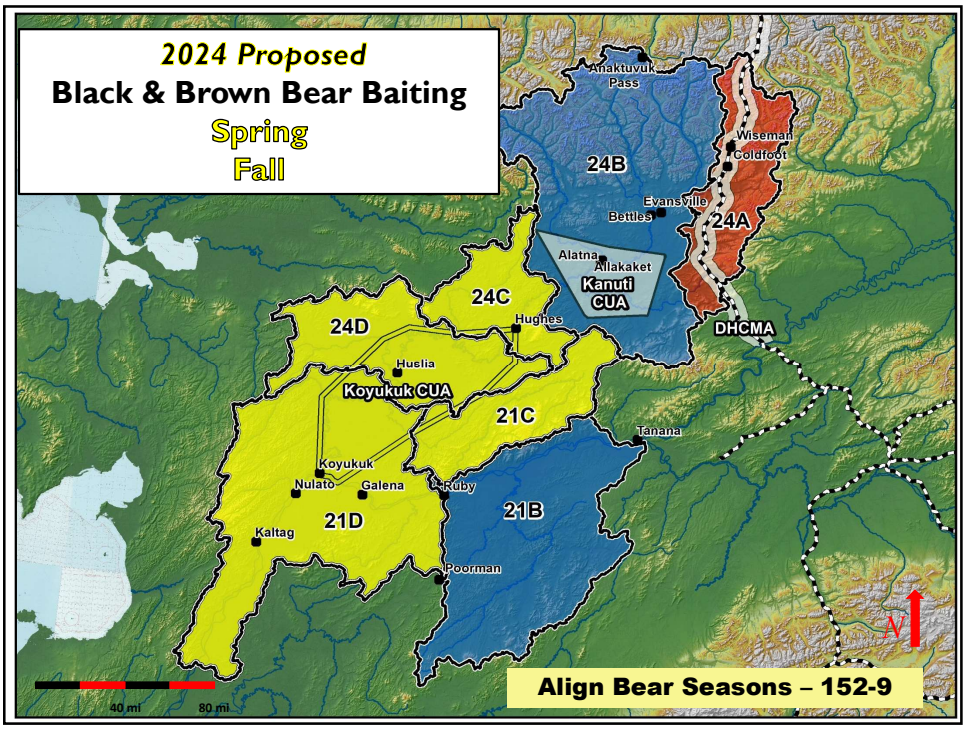 2024 Proposed
Black & Brown Bear Baiting
Spring
Fall
Anaktuvuk
Pass
Wiseman
Coldfoot
24B
Evansville
Bettles
24A
Alatna
Allakaket
Kanuti
CUA
24C
24D
Hughes
DHCMA
Huslia
Koyukuk CUA
21C
Tanana
Koyukuk
Nulato
Galena
Ruby
21B
21D
Kaltag
Poorman
N
Align Bear Seasons – 152-9
40 mi
80 mi